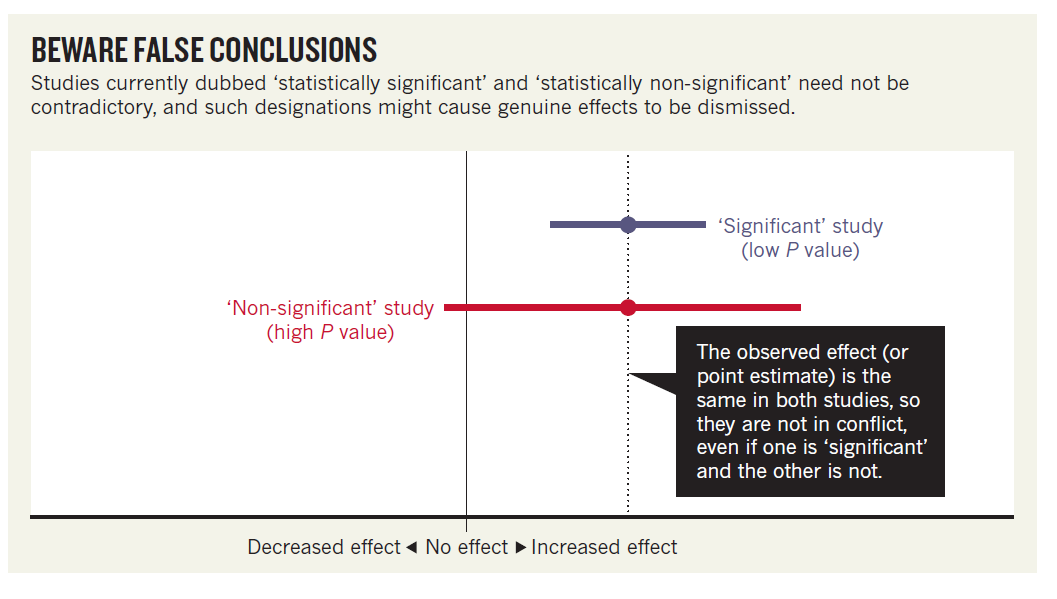 BEWARE FALSE CONCLUSIONS
Studies currently dubbed ‘statistically significant’ and ‘statistically non-significant’ need not be
contradictory, and such designations might cause genuine effects to be dismissed.
‘Significant’ study
(low P value)
‘Non-significant’ study
(high P value)
The observed effect (or
point estimate) is the
same in both studies, so
they are not in conflict,
even if one is ‘significant’
and the other is not.
Decreased effect ◀ No effect ▶ Increased effect